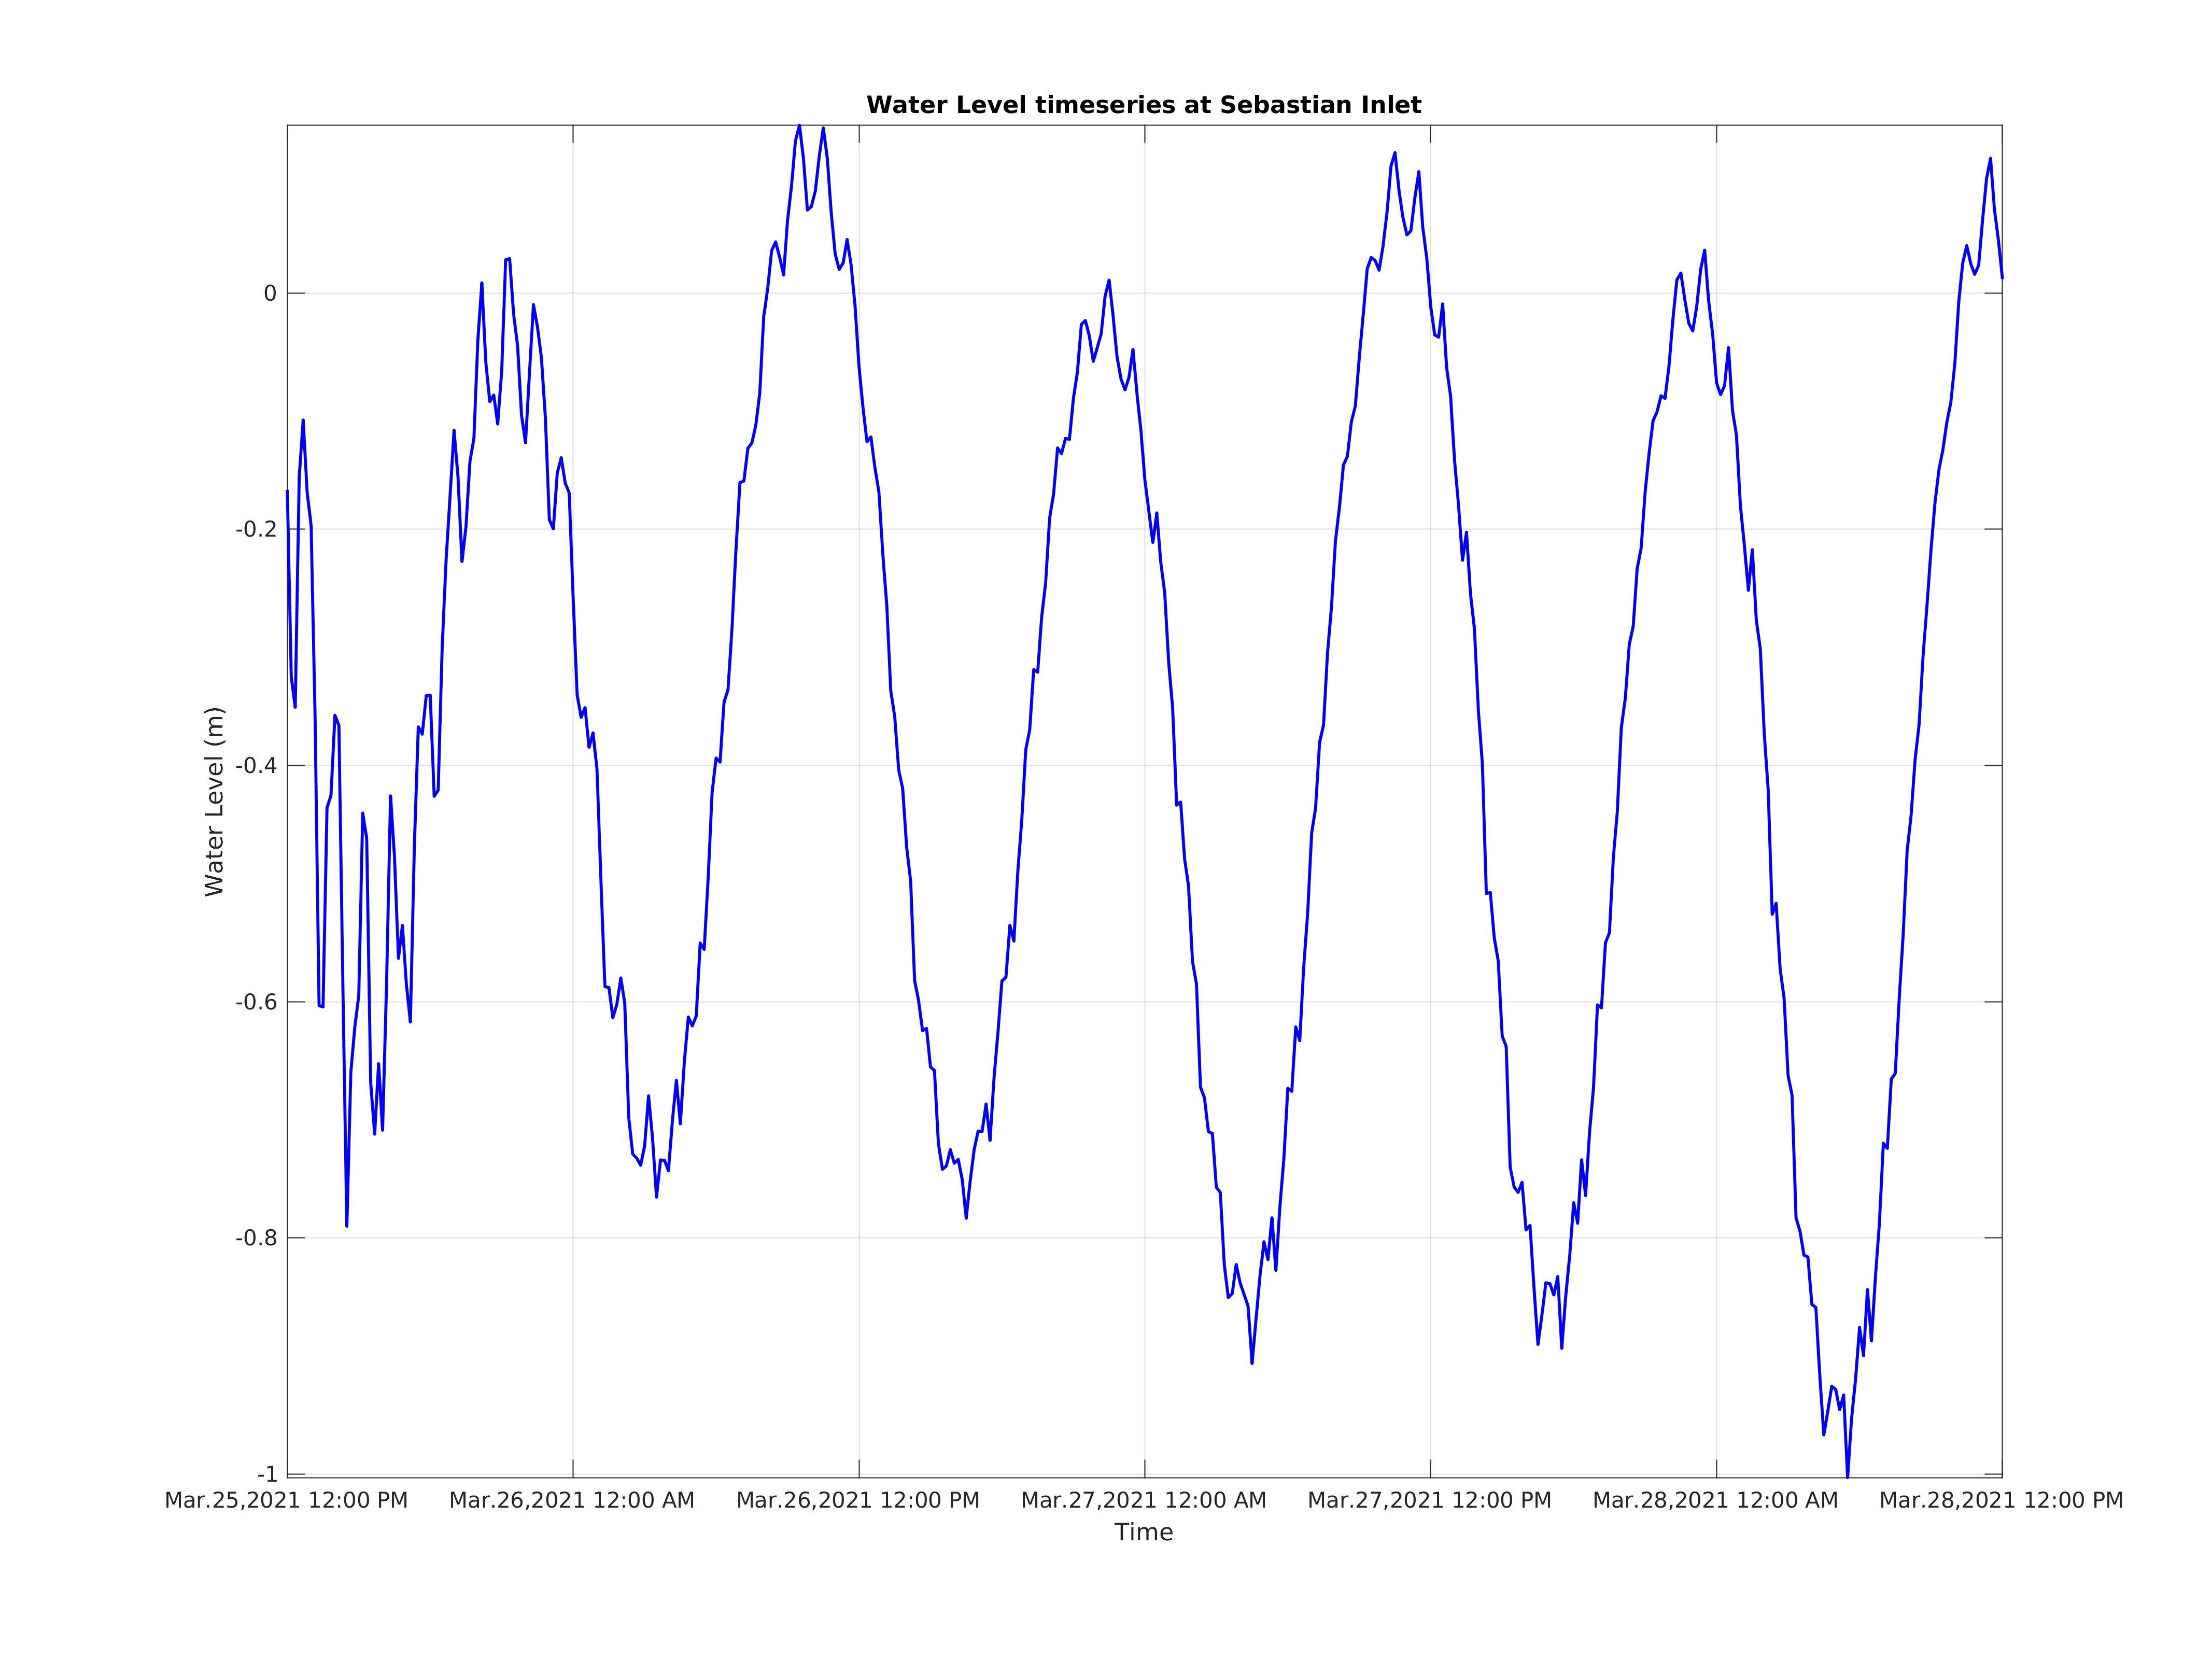 Water Level timeseries at Sebastian Inlet
Water Level (m)
0
-0.2
-0.4
-0.6
-0.8
-1
Mar.25,2021 12:00 PM Mar.26,2021 12:00 AM Mar.26,2021 12:00 PM Mar.27,2021 12:00 AM Mar.27,2021 12:00 PM Mar.28,2021 12:00 AM Mar.28,2021 12:00 PM
Time